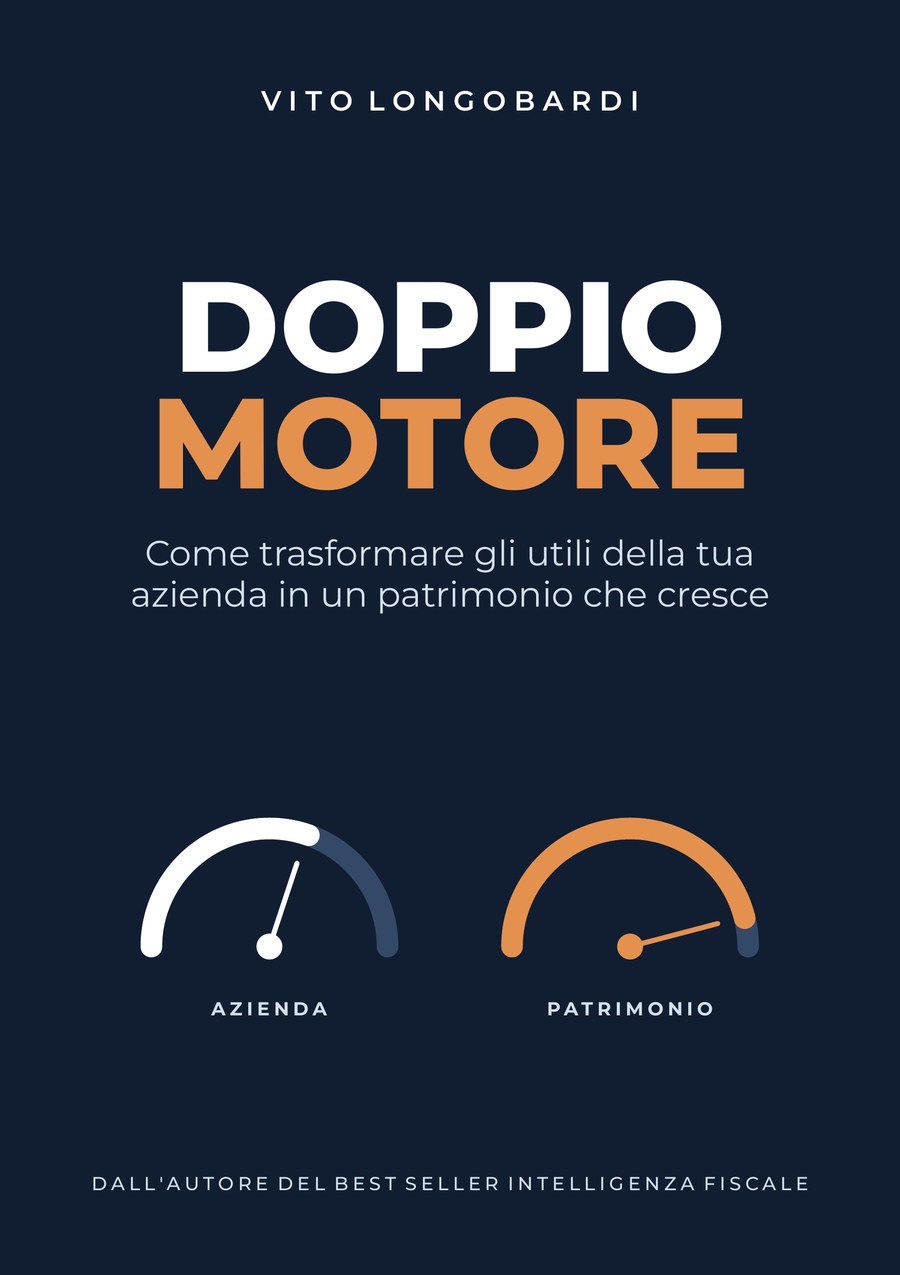 VITO LONGOBARDI
DOPPIO
MOTORE
Come trasformare gli utili della tua
azienda in un patrimonio che cresce
AZIENDA
PATRIMONIO
DALL'AUTORE DEL BEST SELLER INTELLIGENZA FISCALE